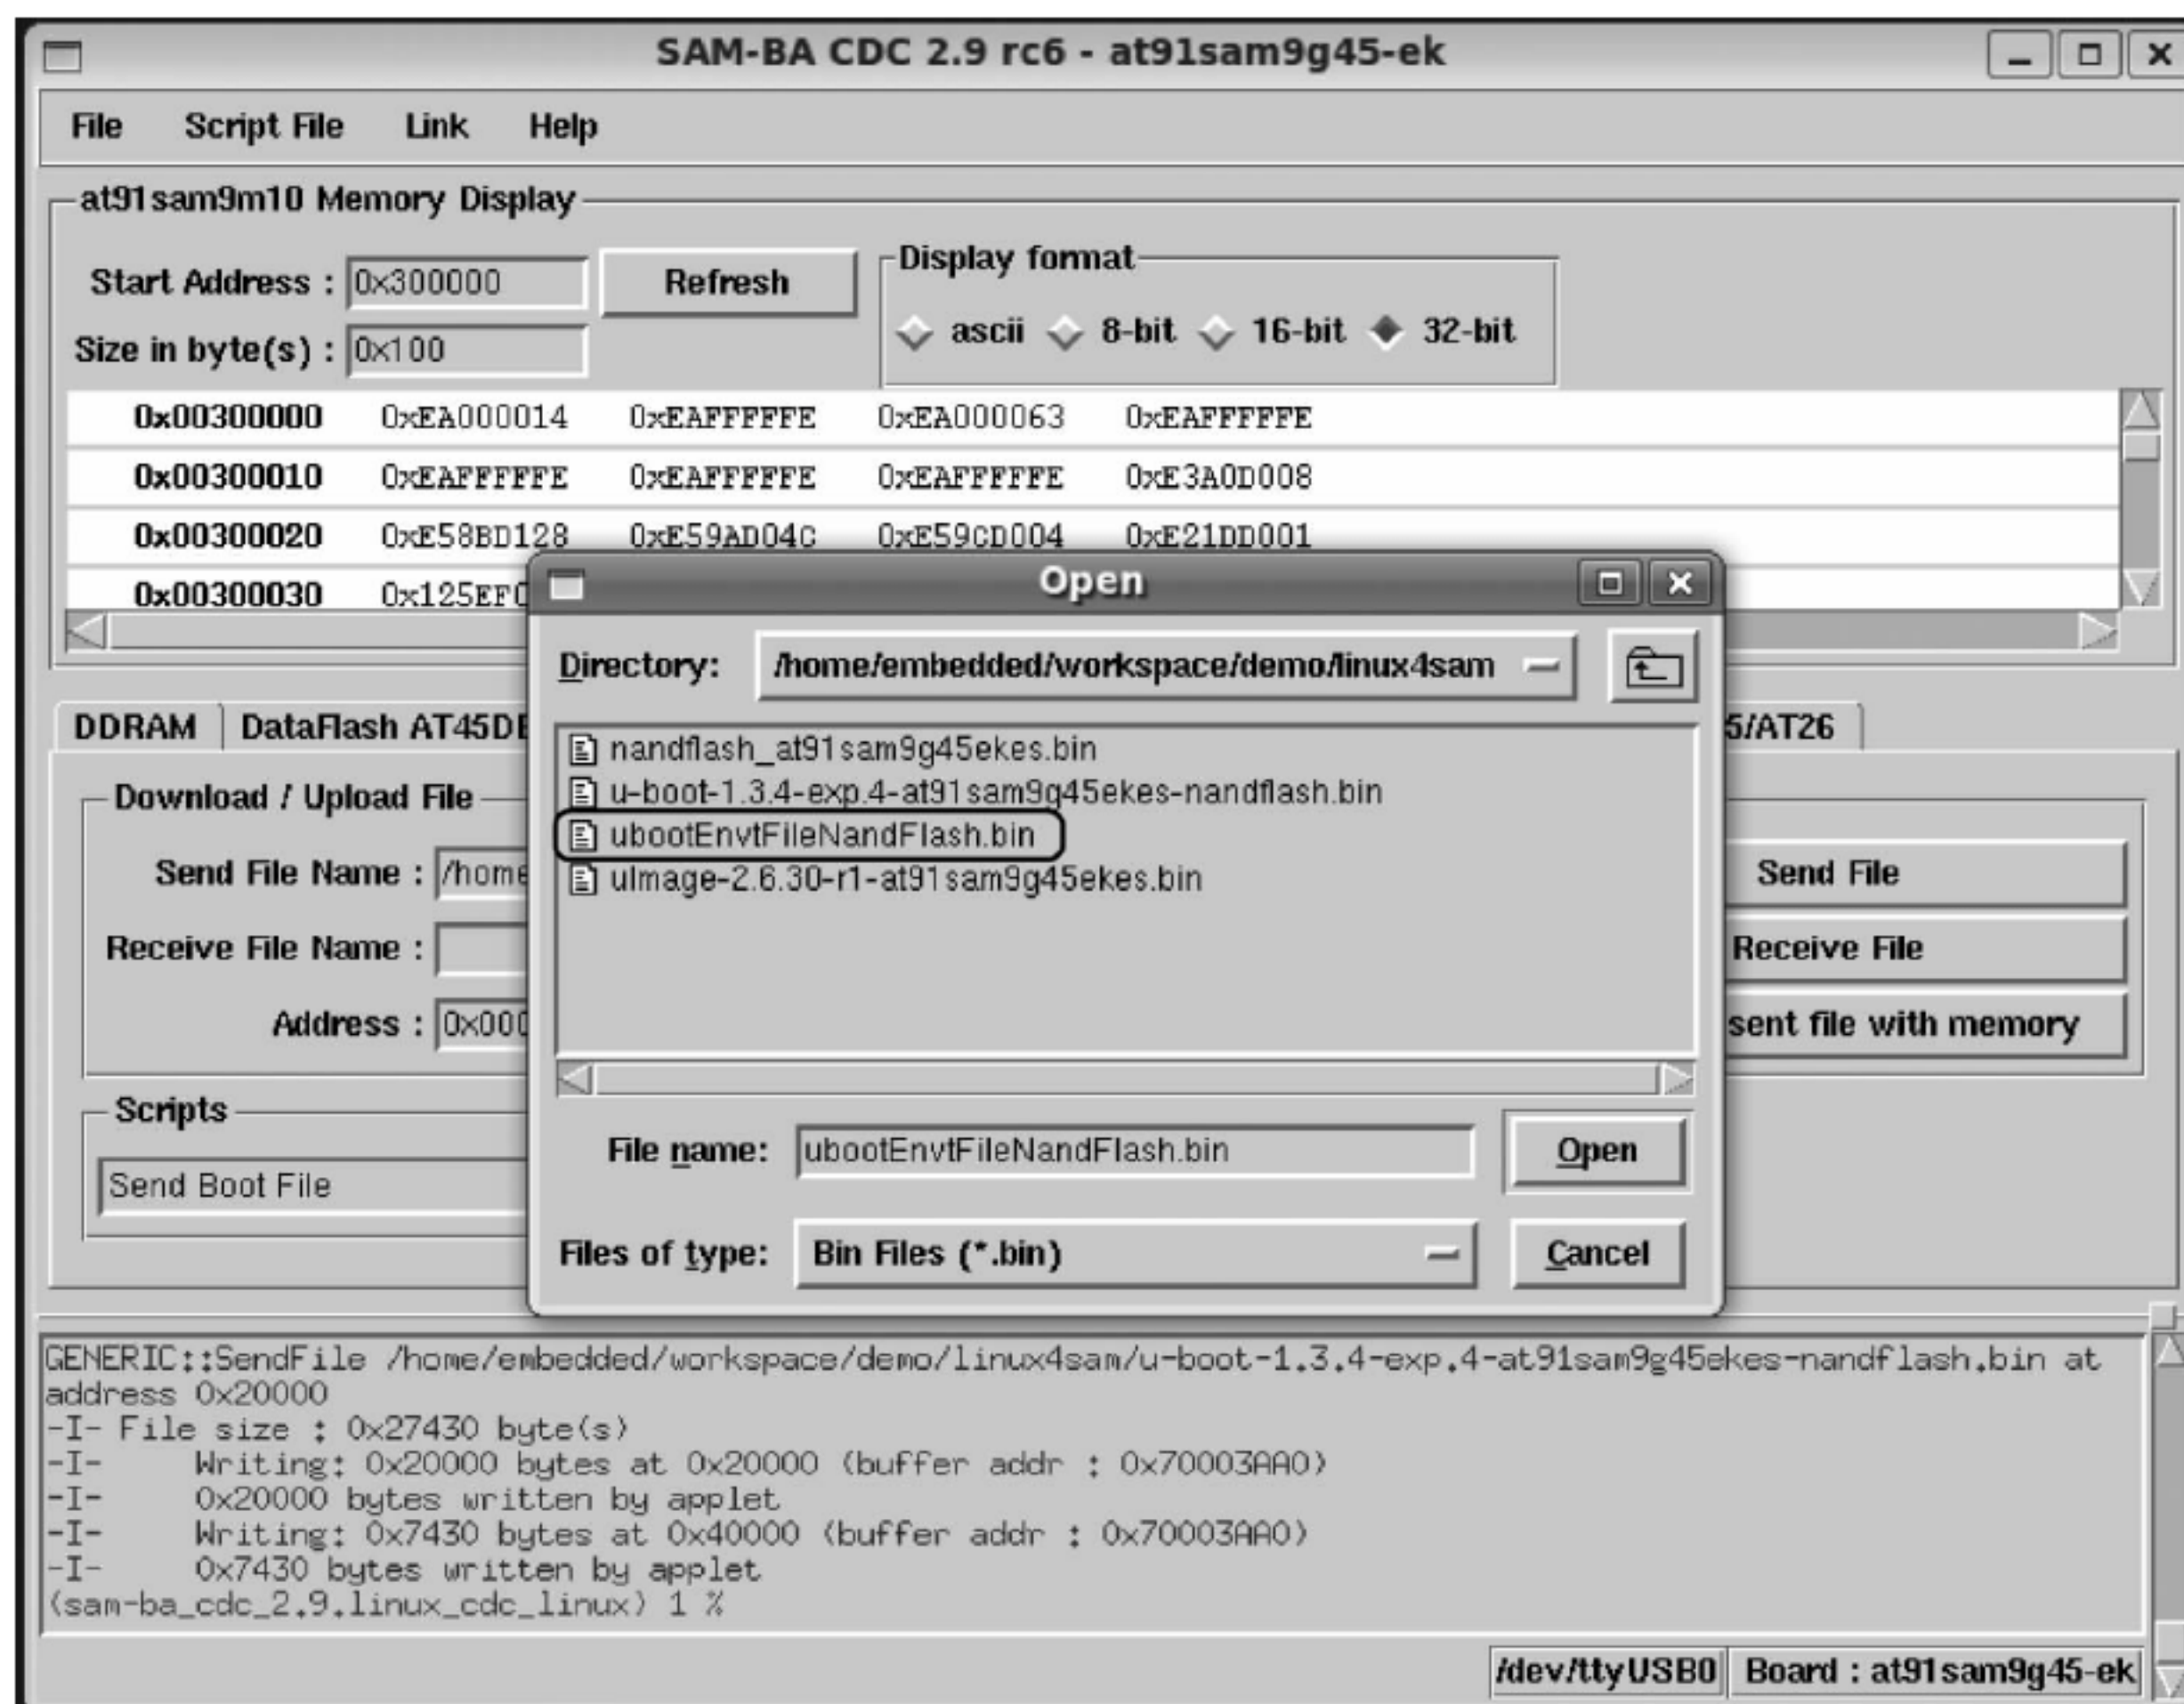 SAM-BA CDC 2.9 rc6 - at91sam9g45-ek
File Script File Link Help
at91sam9m10 Memory Display
Start Address : 0x300000 Refresh
Display format
Size in byte(s) : 0x100
ascii 8-bit 16-bit 32-bit
0x00300000 0xEA000014 0xEAFFFFFE 0xEA000063 0xEAFFFFFE
0x00300010 0xEAFFFFFE 0xEAFFFFFE 0xEAFFFFFE 0xE3A0D008
0x00300020 0xE58BD128 0xE59AD04C 0xE59CD004 0xE21DD001
0x00300030 0x125EF
Open
Directory: /home/embedded/workspace/demo/linux4sam
DDRAM DataFlash AT45D 5/AT26
nandflash_at91sam9g45ekes.bin
u-boot-1.3.4-exp.4-at91sam9g45ekes-nandflash.bin
ubootEnvtFileNandFlash.bin
uImage-2.6.30-r1-at91sam9g45ekes.bin
Download / Upload File
Send File Name : /home Send File
Receive File Name : Receive File
Address : 0x000 sent file with memory
Scripts
Send Boot File
File name: ubootEnvtFileNandFlash.bin Open
Files of type: Bin Files (*.bin) Cancel
GENERIC::SendFile /home/embedded/workspace/demo/linux4sam/u-boot-1.3.4-exp.4-at91sam9g45ekes-nandflash.bin at
address 0x20000
-I- File size : 0x27430 byte(s)
-I- Writing: 0x20000 bytes at 0x20000 (buffer addr : 0x70003AA0)
-I- 0x20000 bytes written by applet
-I- Writing: 0x7430 bytes at 0x40000 (buffer addr : 0x70003AA0)
-I- 0x7430 bytes written by applet
(sam-ba_cdc_2.9.linux_cdc_linux) 1 %
/dev/ttyUSB0 Board : at91sam9g45-ek